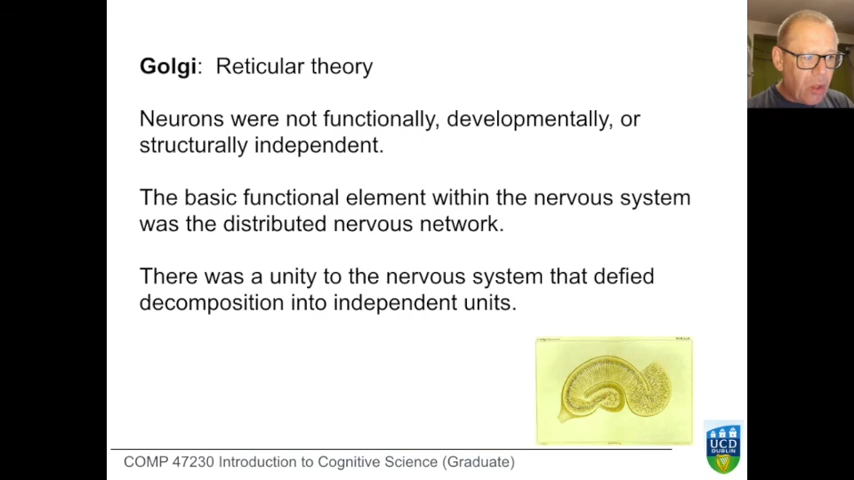 Golgi: Reticular theory
Neurons were not functionally, developmentally, or
structurally independent.
The basic functional element within the nervous system
was the distributed nervous network.
There was a unity to the nervous system that defied
decomposition into independent units.
UCD
DUBLIN
COMP 47230 Introduction to Cognitive Science (Graduate)